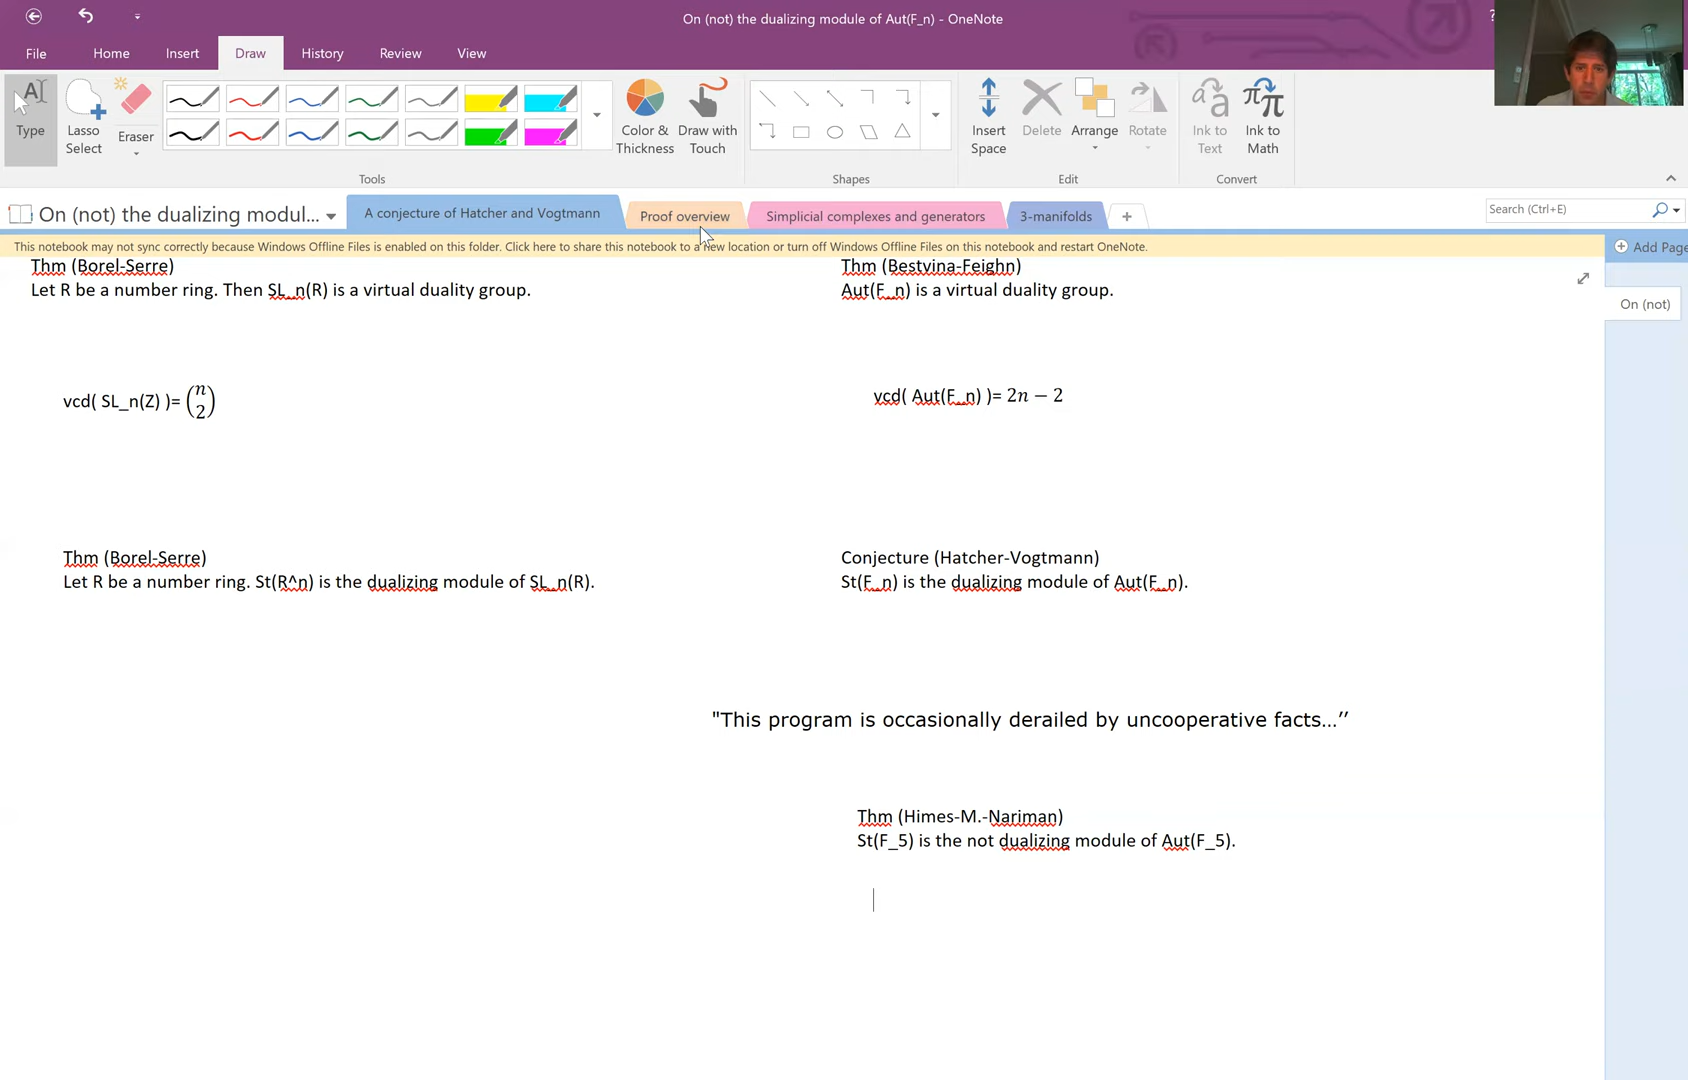 On (not) the dualizing module of Aut(F_n) - OneNote
?
File Home Insert Draw History Review View
Type
Lasso Select
Eraser
Color & Thickness
Draw with Touch
Insert Space
Delete
Arrange
Rotate
Ink to Text
Ink to Math
Tools
Shapes
Edit
Convert
On (not) the dualizing modul...
A conjecture of Hatcher and Vogtmann
Proof overview
Simplicial complexes and generators
3-manifolds
Search (Ctrl+E)
This notebook may not sync correctly because Windows Offline Files is enabled on this folder. Click here to share this notebook to a new location or turn off Windows Offline Files on this notebook and restart OneNote.
Add Page
On (not)
Thm (Borel-Serre)
Let R be a number ring. Then SL_n(R) is a virtual duality group.
Thm (Bestvina-Feighn)
Aut(F_n) is a virtual duality group.
vcd( SL_n(Z) )= (n 2)
vcd( Aut(F_n) )= 2n − 2
Thm (Borel-Serre)
Let R be a number ring. St(R^n) is the dualizing module of SL_n(R).
Conjecture (Hatcher-Vogtmann)
St(F_n) is the dualizing module of Aut(F_n).
"This program is occasionally derailed by uncooperative facts…’’
Thm (Himes-M.-Nariman)
St(F_5) is the not dualizing module of Aut(F_5).